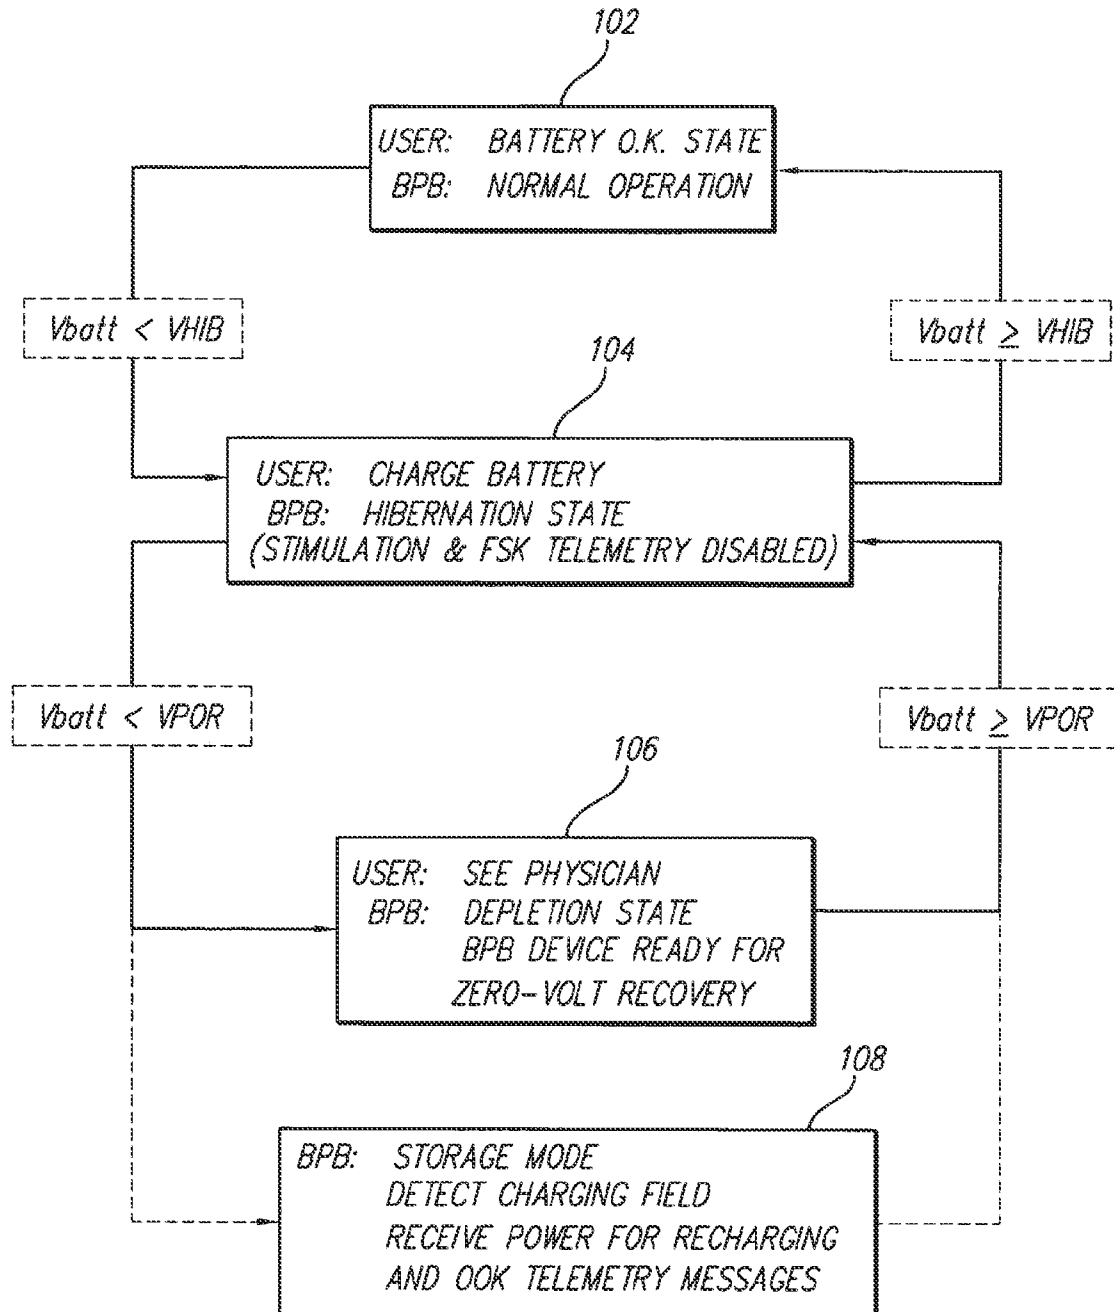 102
USER: BATTERY O.K. STATE
BPB: NORMAL OPERATION
Vbatt < VHIB
Vbatt ≥ VHIB
104
USER: CHARGE BATTERY
BPB: HIBERNATION STATE
(STIMULATION & FSK TELEMETRY DISABLED)
Vbatt < VPOR
Vbatt ≥ VPOR
106
USER: SEE PHYSICIAN
BPB: DEPLETION STATE
BPB DEVICE READY FOR
ZERO-VOLT RECOVERY
108
BPB: STORAGE MODE
DETECT CHARGING FIELD
RECEIVE POWER FOR RECHARGING
AND OOK TELEMETRY MESSAGES